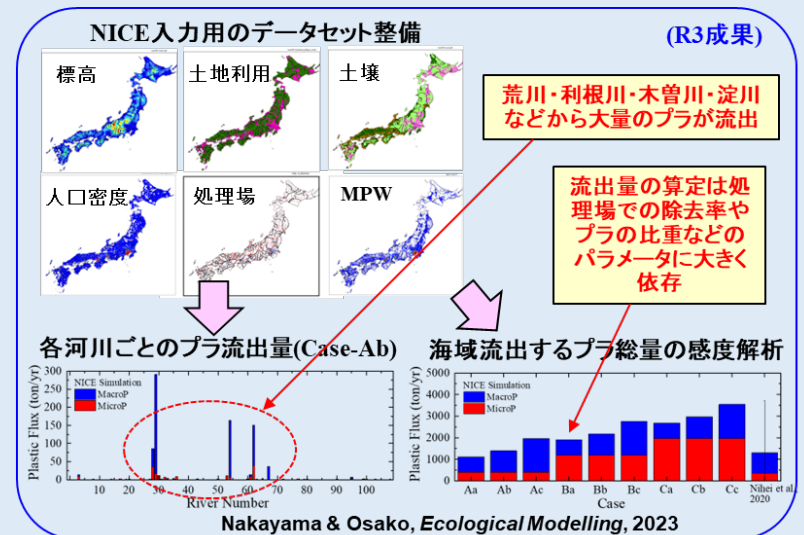 NICE入力用のデータセット整備
(R3成果)
標高
土地利用
土壌
人口密度
処理場
MPW
荒川・利根川・木曽川・淀川
などから大量のプラが流出
流出量の算定は処
理場での除去率や
プラの比重などの
パラメータに大きく
依存
各河川ごとのプラ流出量(Case-Ab)
Plastic Flux (ton/yr)
300
250
200
150
100
50
0
NICE Simulation
MacroP
MicroP
10 20 30 40 50 60 70 80 90 100
River Number
海域流出するプラ総量の感度解析
Plastic Flux (ton/yr)
5000
4000
3000
2000
1000
0
NICE Simulation
MacroP
MicroP
Aa Ab Ac Ba Bb Bc Ca Cb Cc Nihei et al.,
2020
Case
Nakayama & Osako, Ecological Modelling, 2023